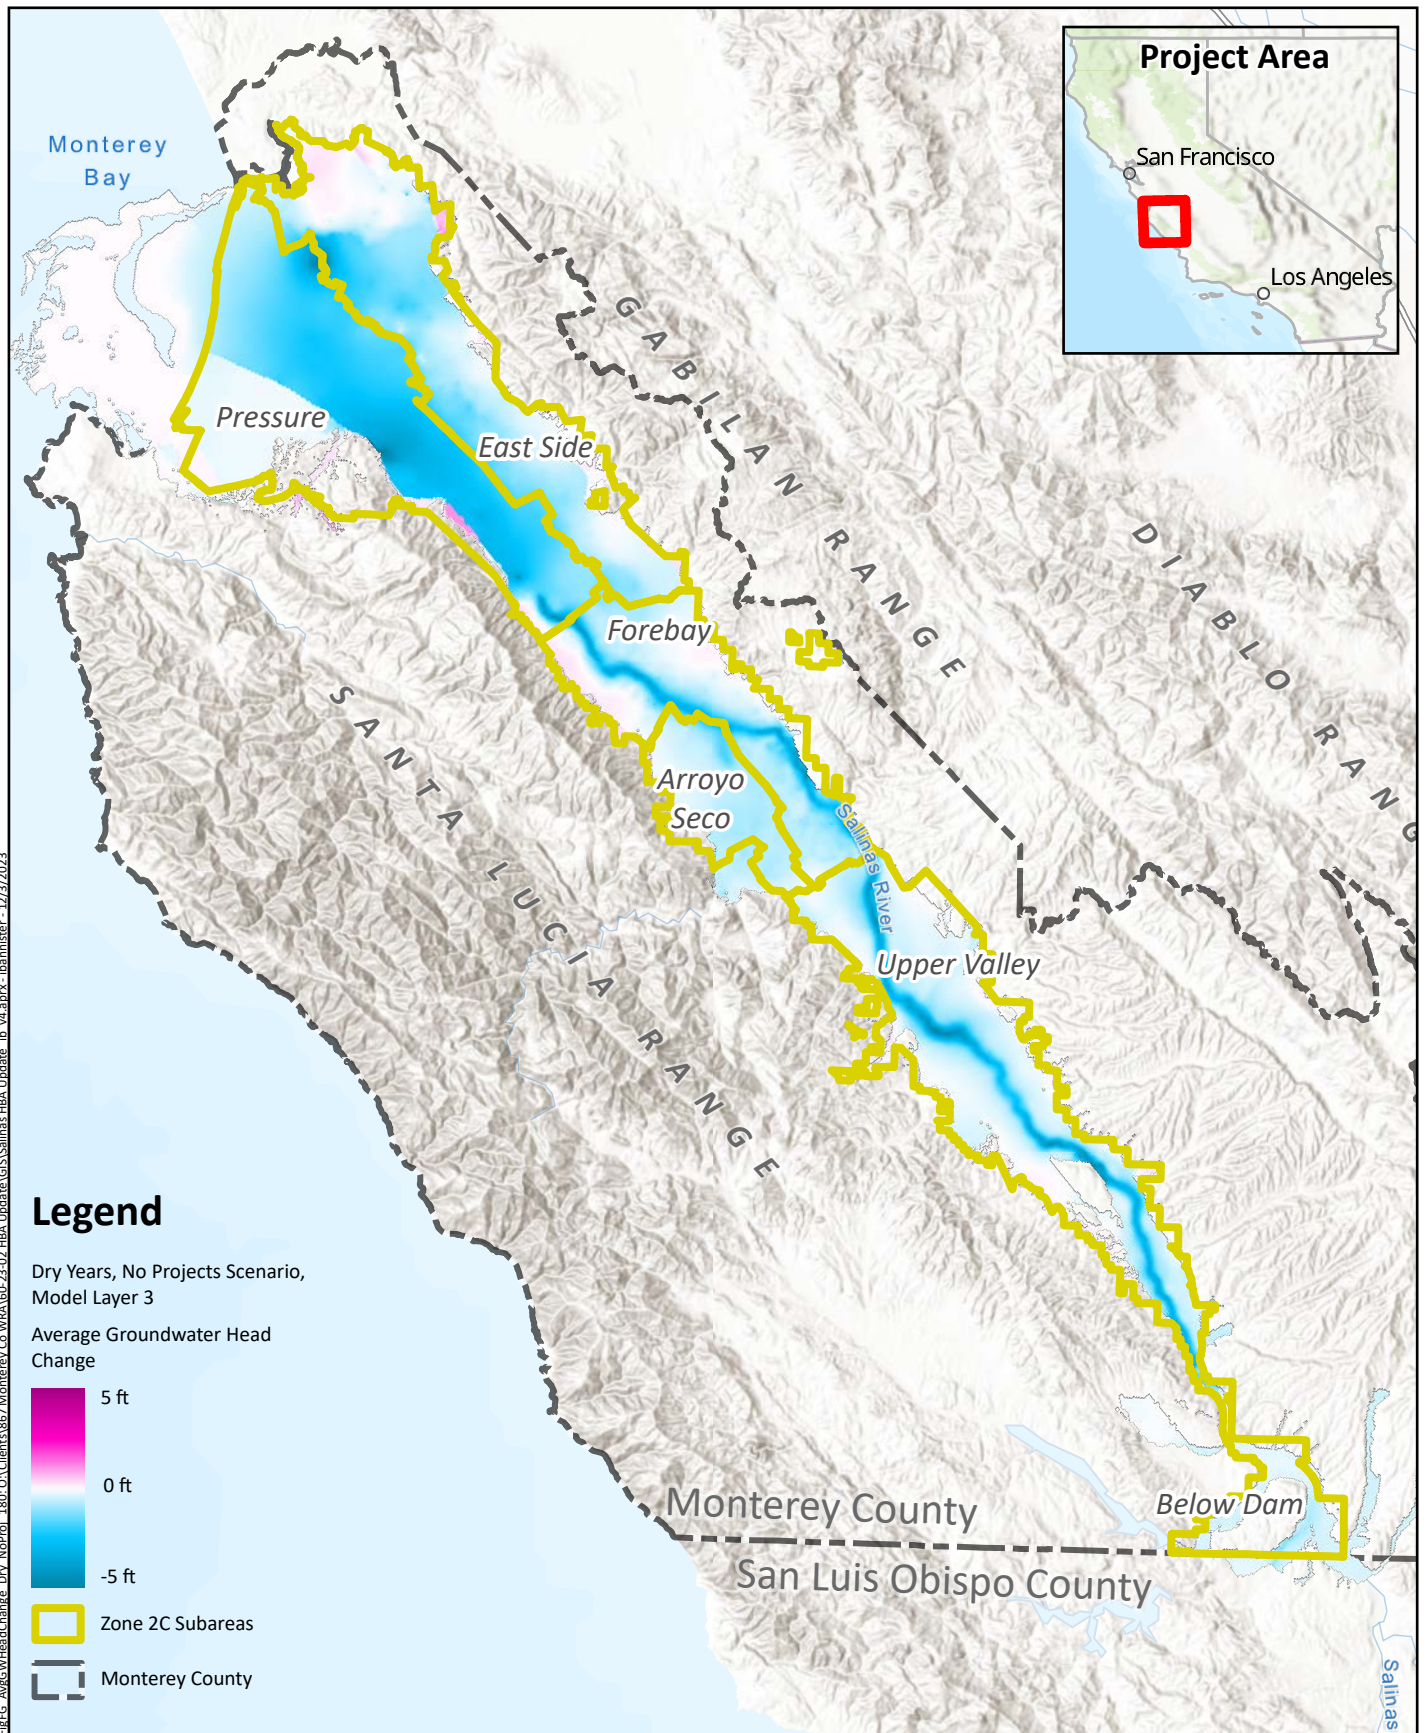 Project Area
San Francisco
Los Angeles
Monterey
Bay
GABILAN RANGE
DIABLO RANG
Pressure
East Side
Forebay
Arroyo
Seco
Salinas River
Upper Valley
SANTA LUCIA RANGE
Below Dam
Monterey County
San Luis Obispo County
Salinas
Legend
Dry Years, No Projects Scenario,
Model Layer 3
Average Groundwater Head
Change
5 ft
0 ft
-5 ft
Zone 2C Subareas
Monterey County